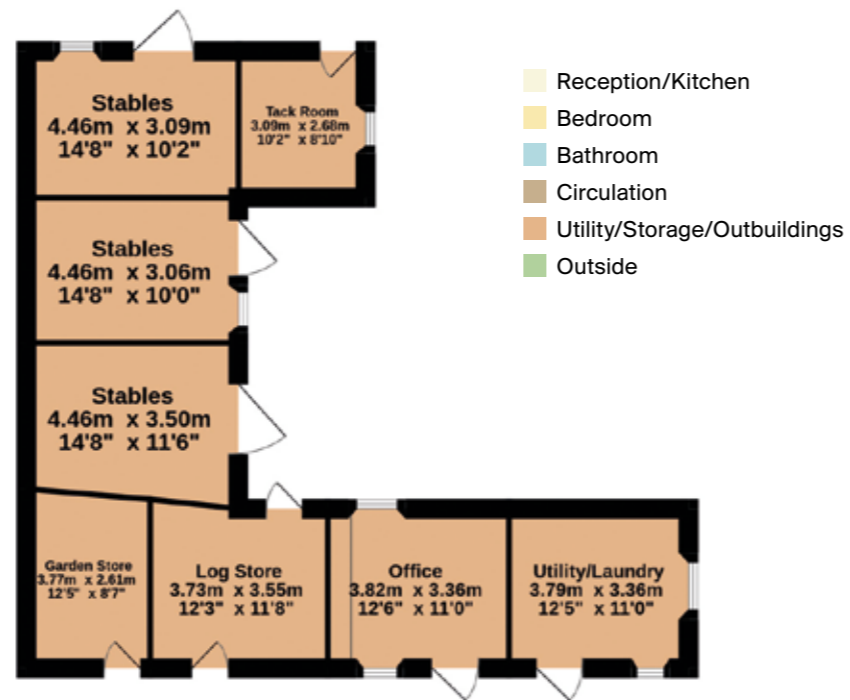 Stables
4.46m x 3.09m
14'8" x 10'2"
Tack Room
3.09m x 2.68m
10'2" x 8'10"
Stables
4.46m x 3.06m
14'8" x 10'0"
Stables
4.46m x 3.50m
14'8" x 11'6"
Garden Store
3.77m x 2.61m
12'5" x 8'7"
Log Store
3.73m x 3.55m
12'3" x 11'8"
Office
3.82m x 3.36m
12'6" x 11'0"
Utility/Laundry
3.79m x 3.36m
12'5" x 11'0"
Reception/Kitchen
Bedroom
Bathroom
Circulation
Utility/Storage/Outbuildings
Outside